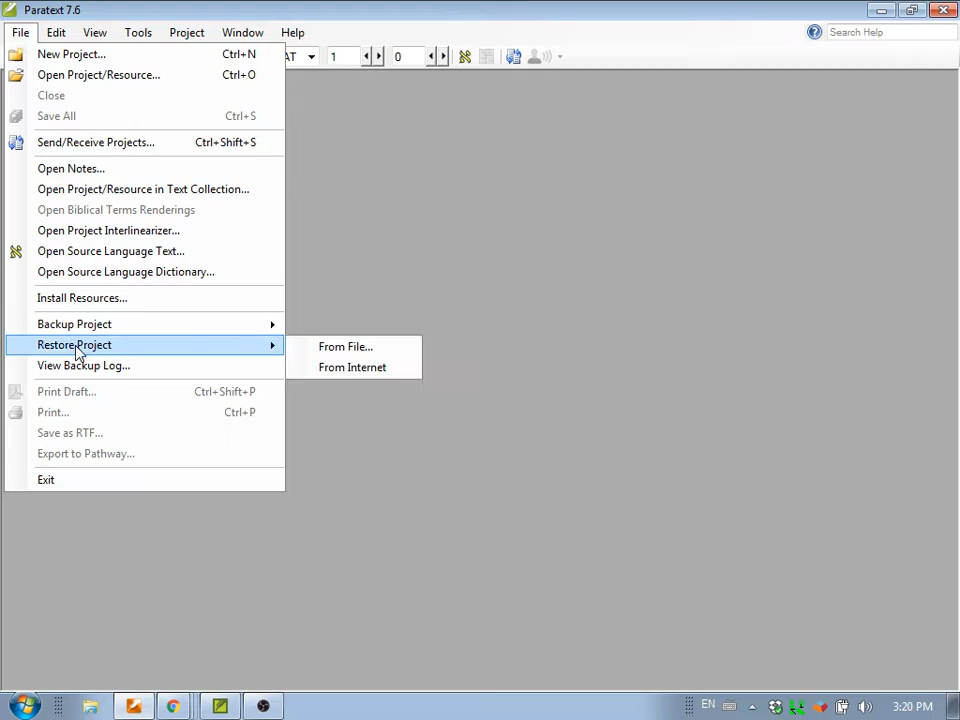 Paratext 7.6
File Edit View Tools Project Window Help Search Help
AT 1 0
New Project... Ctrl+N
Open Project/Resource... Ctrl+O
Close
Save All Ctrl+S
Send/Receive Projects... Ctrl+Shift+S
Open Notes...
Open Project/Resource in Text Collection...
Open Biblical Terms Renderings
Open Project Interlinearizer...
Open Source Language Text...
Open Source Language Dictionary...
Install Resources...
Backup Project
Restore Project
From File...
From Internet
View Backup Log...
Print Draft... Ctrl+Shift+P
Print... Ctrl+P
Save as RTF...
Export to Pathway...
Exit
EN 3:20 PM